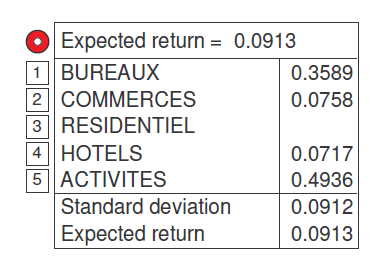 Expected return = 0.0913
1 BUREAUX 0.3589
2 COMMERCES 0.0758
3 RESIDENTIEL
4 HOTELS 0.0717
5 ACTIVITES 0.4936
Standard deviation 0.0912
Expected return 0.0913